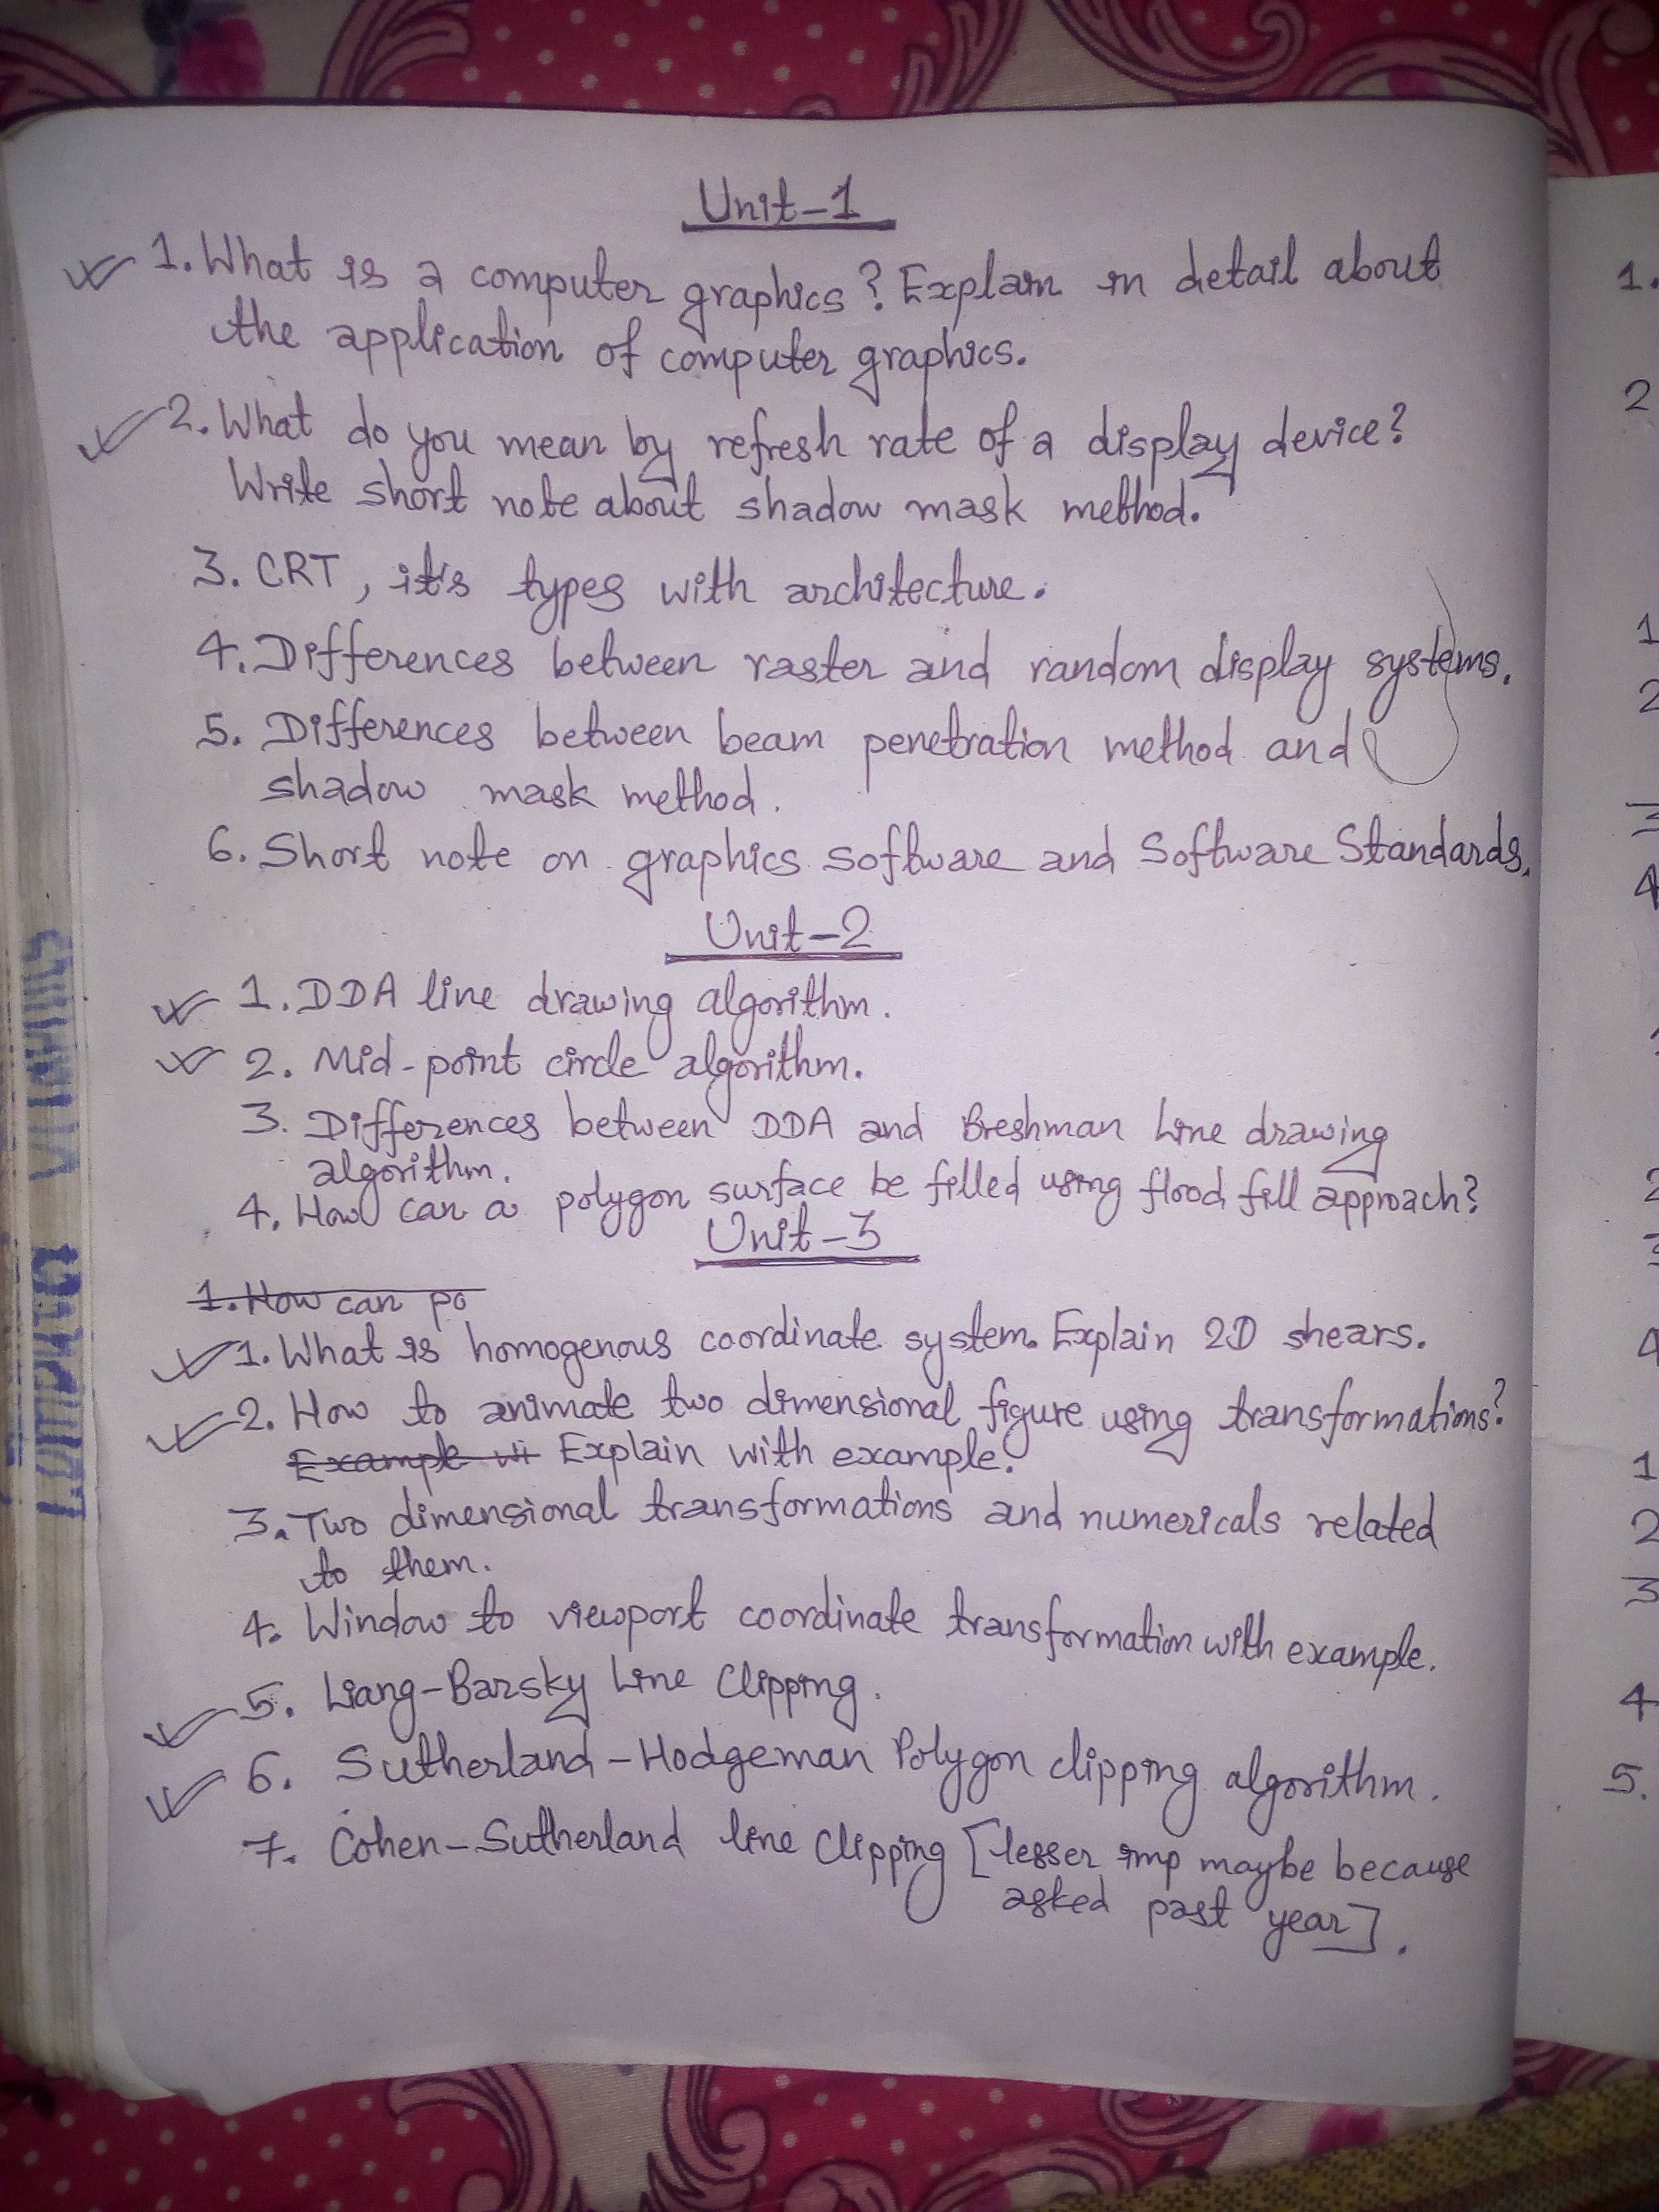 Unit-1
1. What is a computer graphics? Explain in detail about
the application of computer graphics.
2. What do you mean by refresh rate of a display device?
Write short note about shadow mask method.
3. CRT, it's types with architecture.
4. Differences between raster and random display systems.
5. Differences between beam penetration method and
shadow mask method.
6. Short note on graphics software and Software Standards.
Unit-2
1. DDA line drawing algorithm.
2. Mid-point circle algorithm.
3. Differences between DDA and Breshman Line drawing
algorithm.
4. How can a polygon surface be filled using flood fill approach?
Unit-3
1. How can po
1. What is homogenous coordinate system. Explain 2D shears.
2. How to animate two dimensional figure using transformations?
Example wi Explain with example.
3. Two dimensional transformations and numericals related
to them.
4. Window to viewport coordinate transformation with example.
5. Liang-Barsky Line Clipping.
6. Sutherland-Hodgeman Polygon clipping algorithm.
7. Cohen-Sutherland line Clipping [lesser imp maybe because
asked past year].
1.
2
1
2
3
4
2
3
4
1
2
3
4
5.